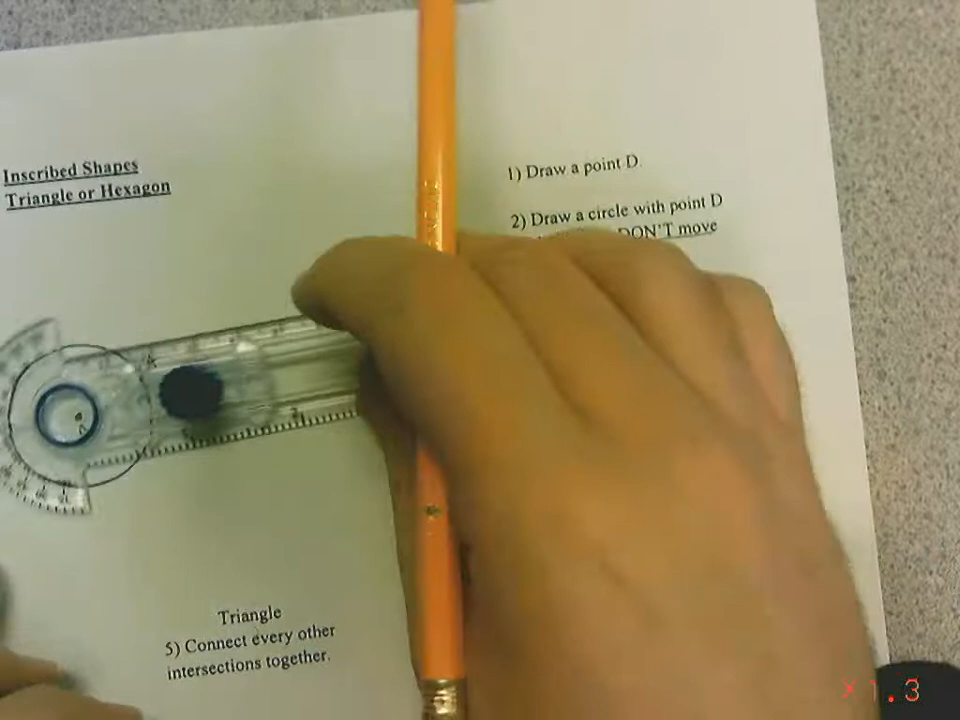 Inscribed Shapes
Triangle or Hexagon
1) Draw a point D.
2) Draw a circle with point D
DON'T move
Triangle
5) Connect every other
intersections together.
x 1.3